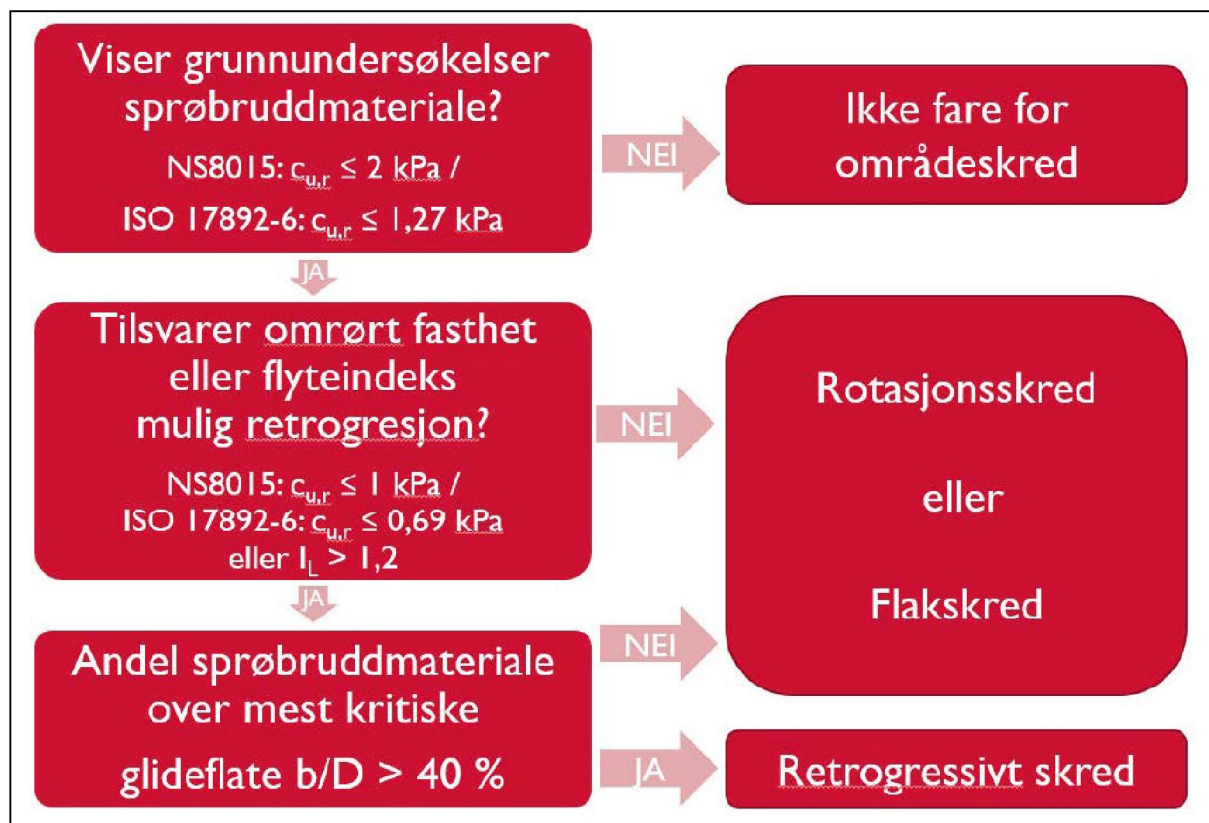 Viser grunnundersøkelser
sprøbruddmateriale?
NS8015: cu,r ≤ 2 kPa /
ISO 17892-6: cu,r ≤ 1,27 kPa
NEI
Ikke fare for
områdeskred
JA
Tilsvarer omrørt fasthet
eller flyteindeks
mulig retrogresjon?
NS8015: cu,r ≤ 1 kPa /
ISO 17892-6: cu,r ≤ 0,69 kPa
eller IL > 1,2
NEI
Rotasjonsskred
eller
Flakskred
JA
Andel sprøbruddmateriale
over mest kritiske
glideflate b/D > 40 %
NEI
JA
Retrogressivt skred